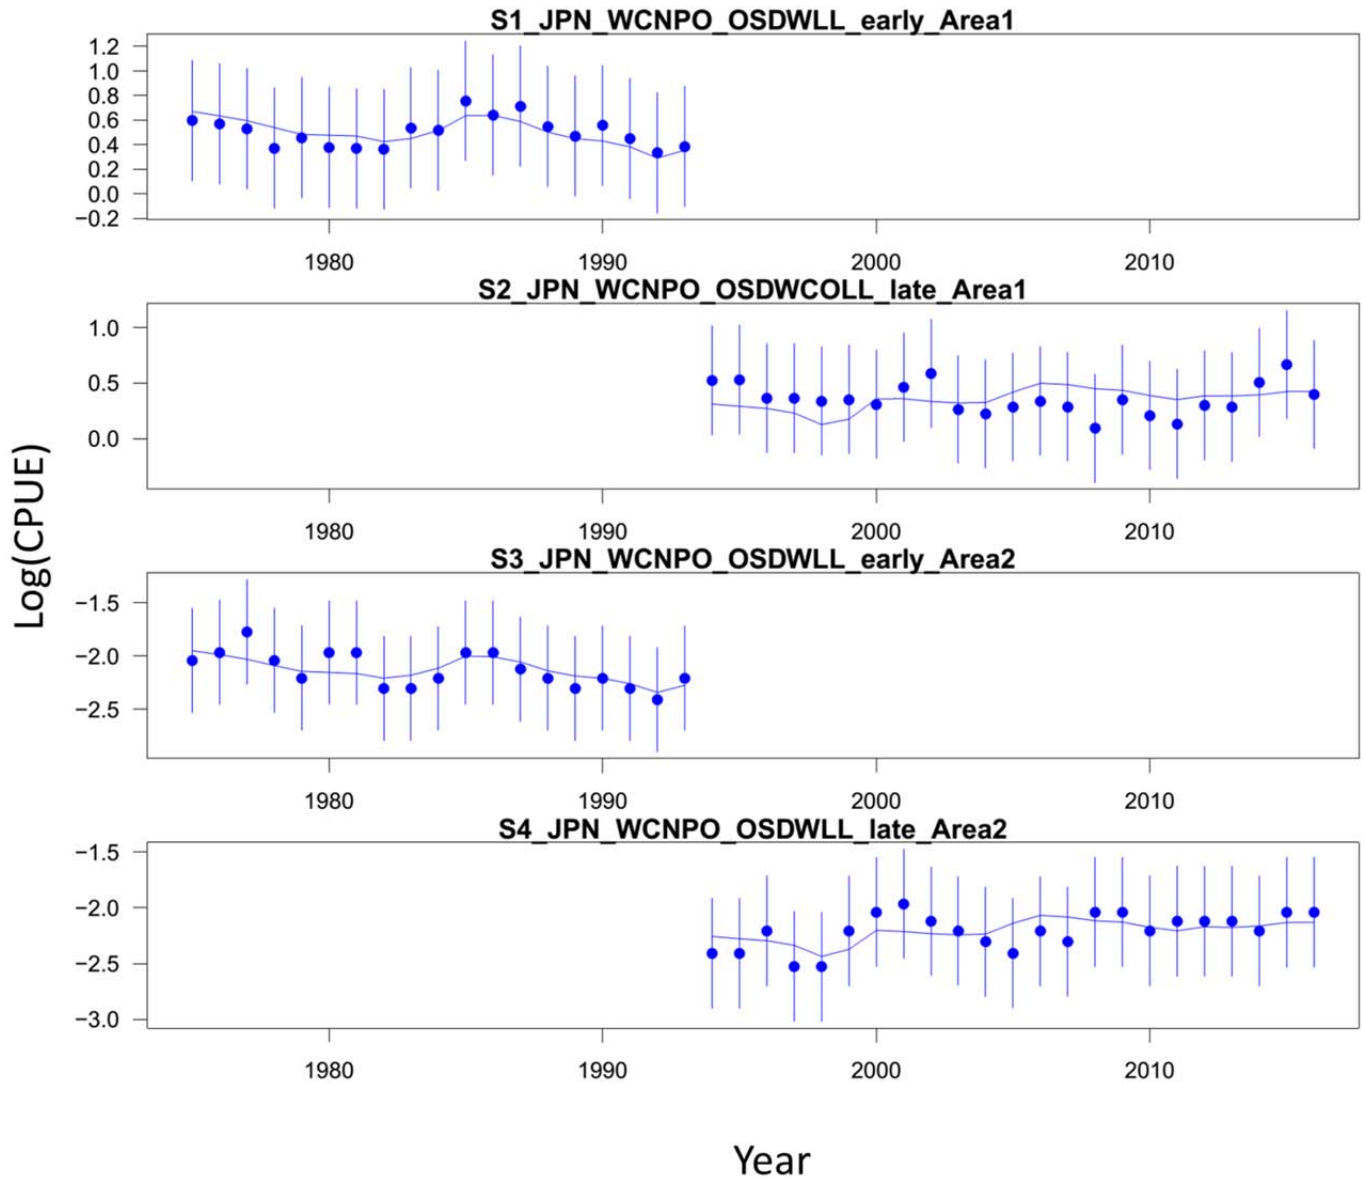 S1_JPN_WCNPO_OSDWLL_early_Area1
1.2
1.0
0.8
0.6
0.4
0.2
0.0
−0.2
1980 1990 2000 2010
S2_JPN_WCNPO_OSDWCOLL_late_Area1
1.0
0.5
0.0
1980 1990 2000 2010
Log(CPUE)
S3_JPN_WCNPO_OSDWLL_early_Area2
−1.5
−2.0
−2.5
1980 1990 2000 2010
S4_JPN_WCNPO_OSDWLL_late_Area2
−1.5
−2.0
−2.5
−3.0
1980 1990 2000 2010
Year